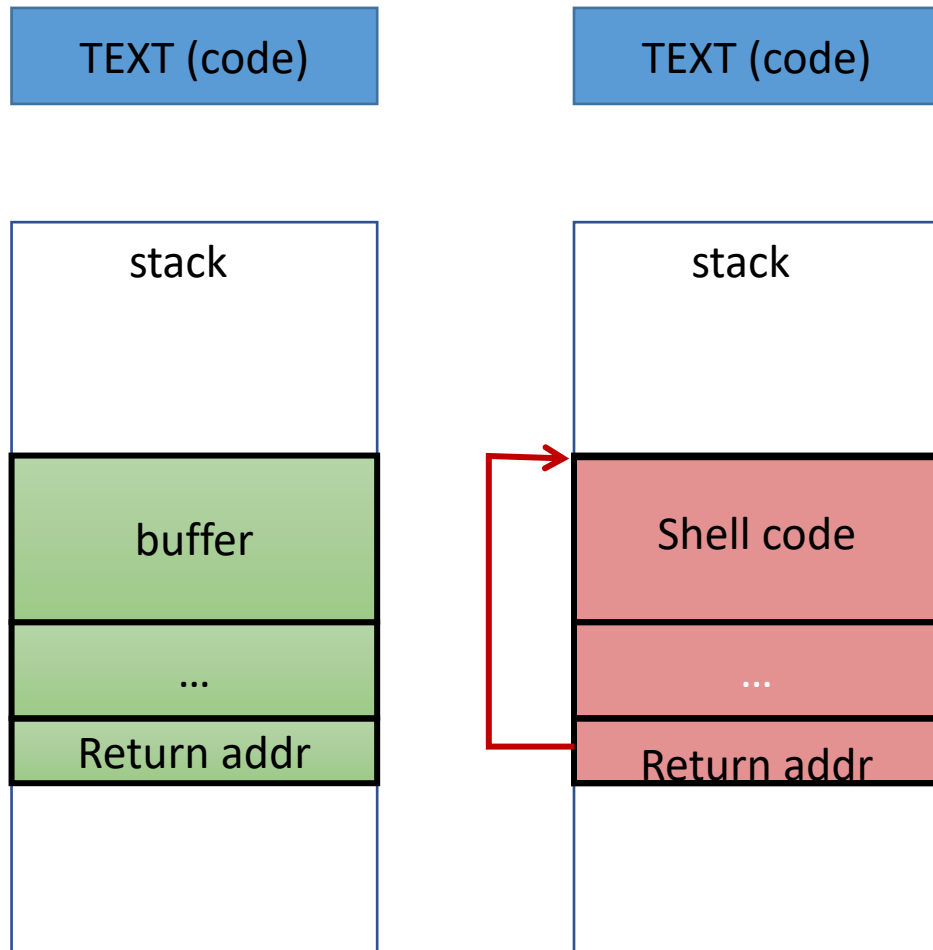 TEXT (code)
stack
buffer
...
Return addr
TEXT (code)
stack
Shell code
...
Return addr